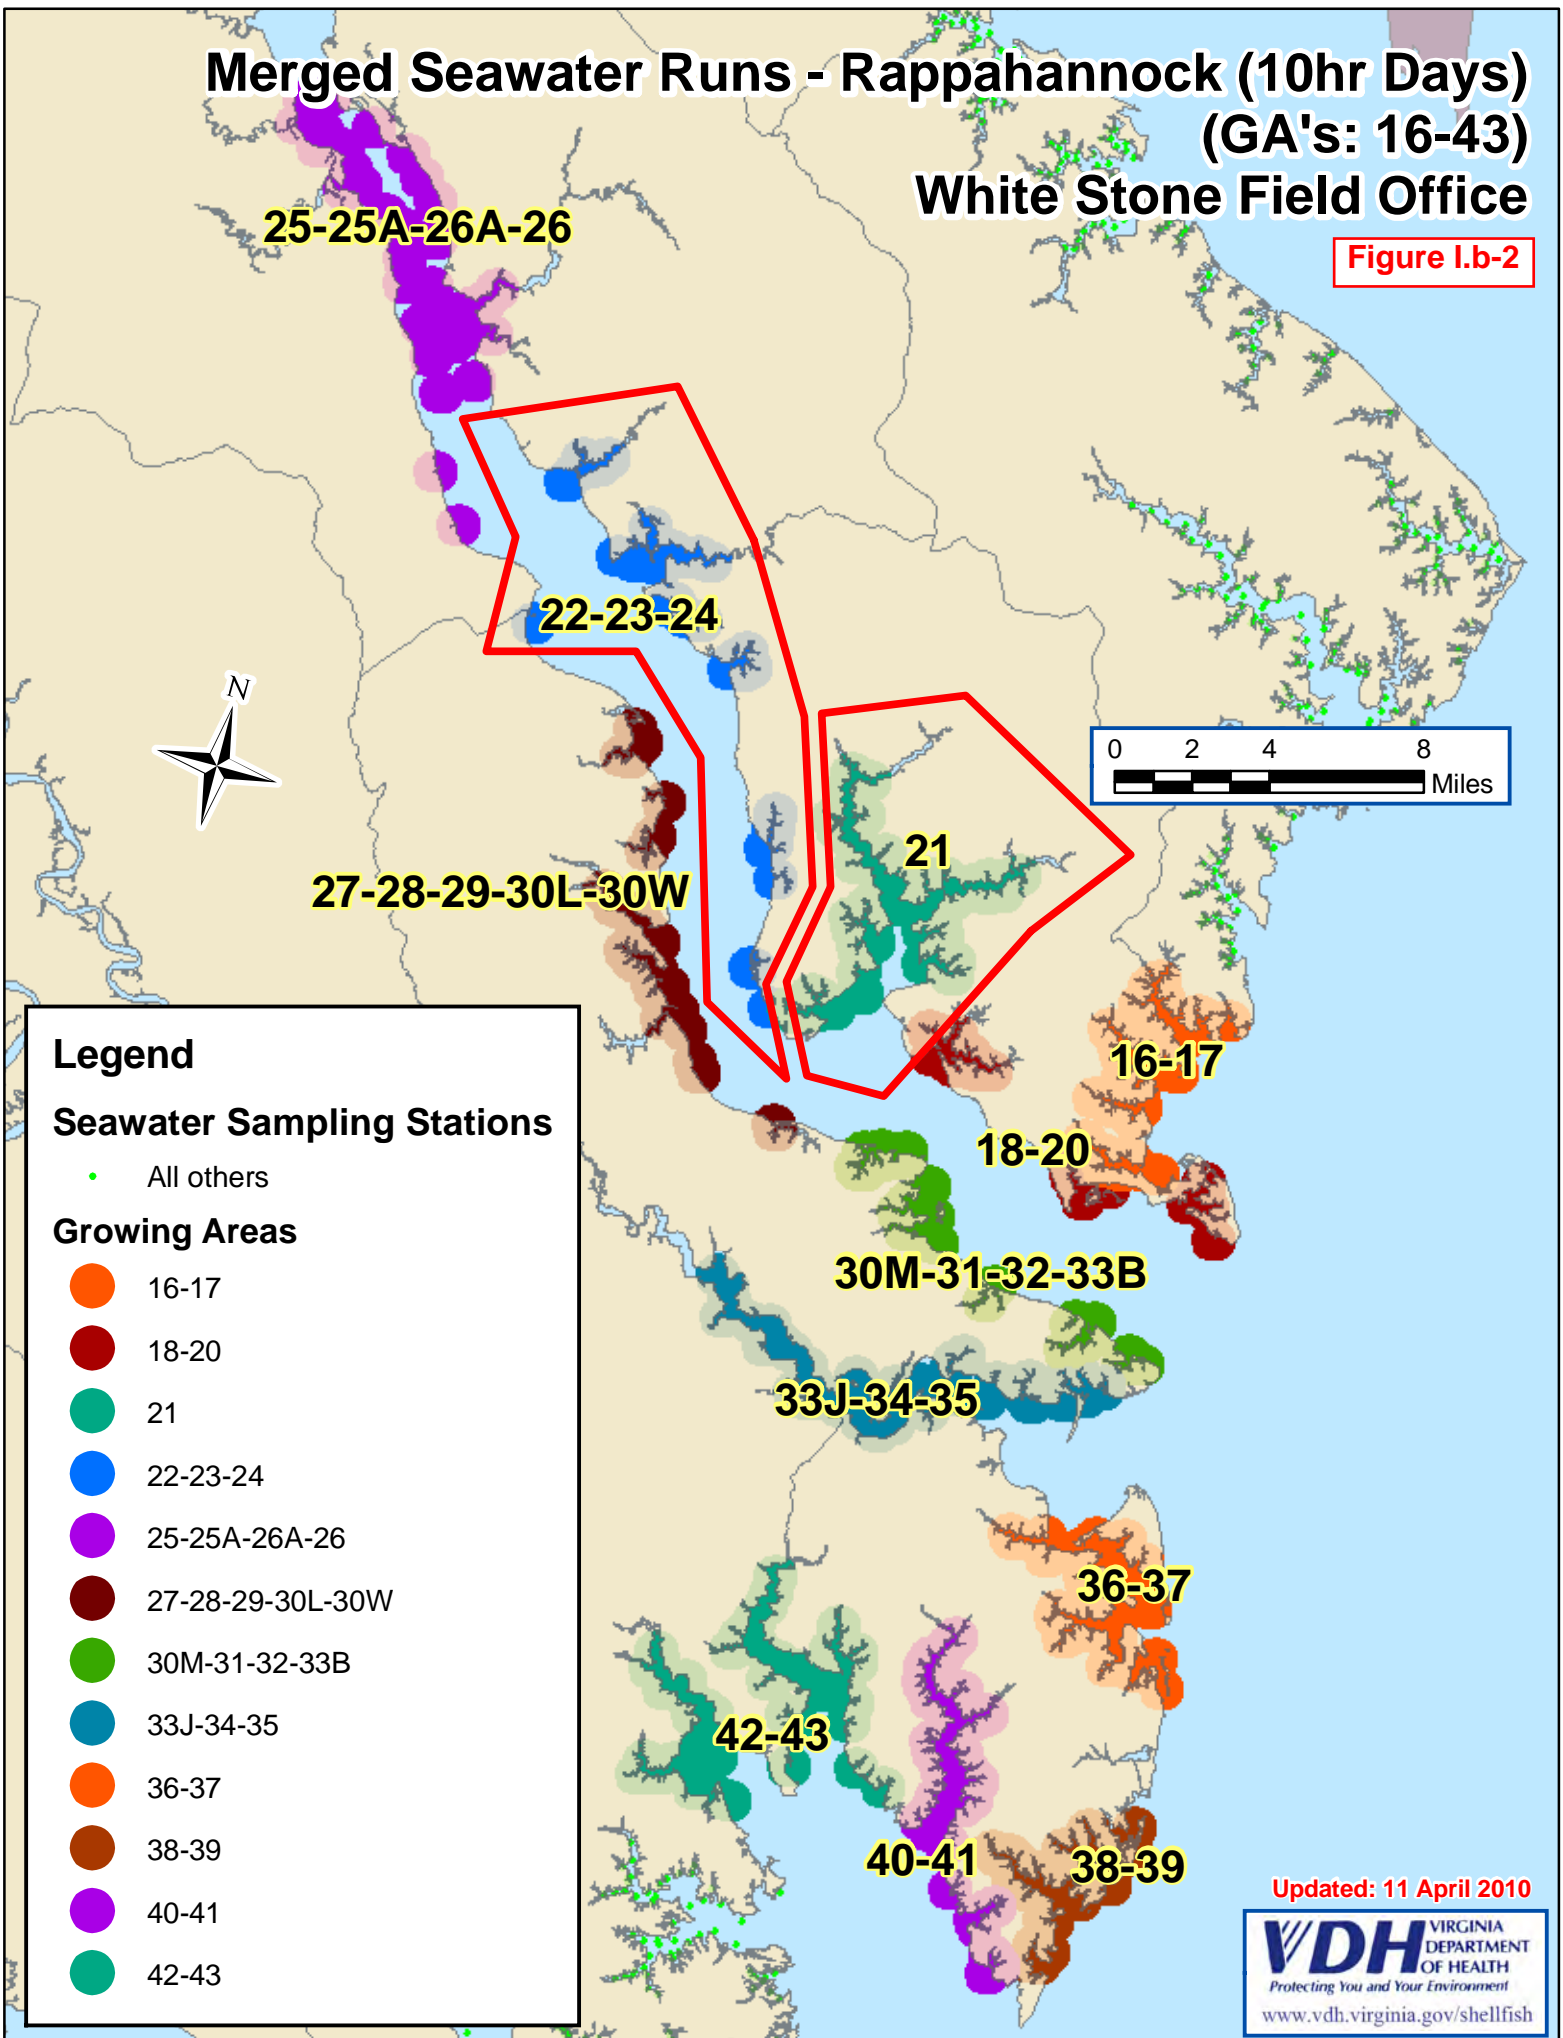 Merged Seawater Runs - Rappahannock (10hr Days)
(GA's: 16-43)
White Stone Field Office
Figure I.b-2
25-25A-26A-26
22-23-24
N
0 2 4 8
Miles
21
27-28-29-30L-30W
16-17
18-20
30M-31-32-33B
33J-34-35
36-37
42-43
40-41
38-39
Legend
Seawater Sampling Stations
All others
Growing Areas
16-17
18-20
21
22-23-24
25-25A-26A-26
27-28-29-30L-30W
30M-31-32-33B
33J-34-35
36-37
38-39
40-41
42-43
Updated: 11 April 2010
VDH VIRGINIA
DEPARTMENT
OF HEALTH
Protecting You and Your Environment
www.vdh.virginia.gov/shellfish